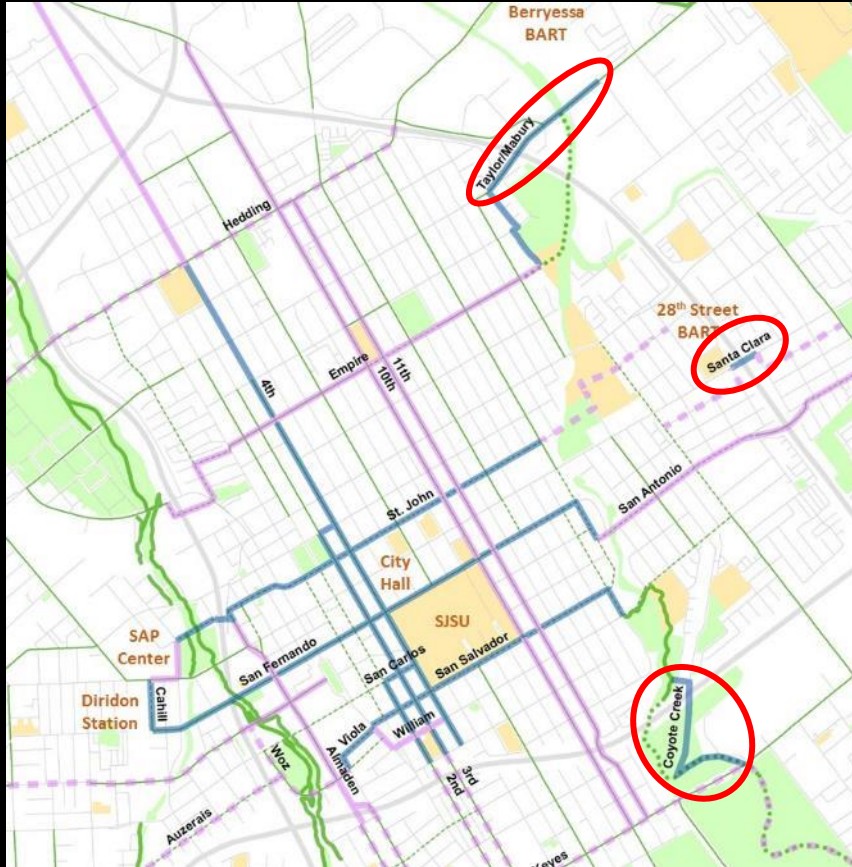 Berryessa
BART
Taylor/Mabury
Hedding
28th Street
BART
Santa Clara
Empire
11th
10th
4th
San Antonio
St. John
City
Hall
SJSU
SAP
Center
San Fernando
San Carlos
San Salvador
Diridon
Station
Cahill
Viola
William
Coyote Creek
Woz
Almaden
3rd
2nd
Auzerais
Keyes